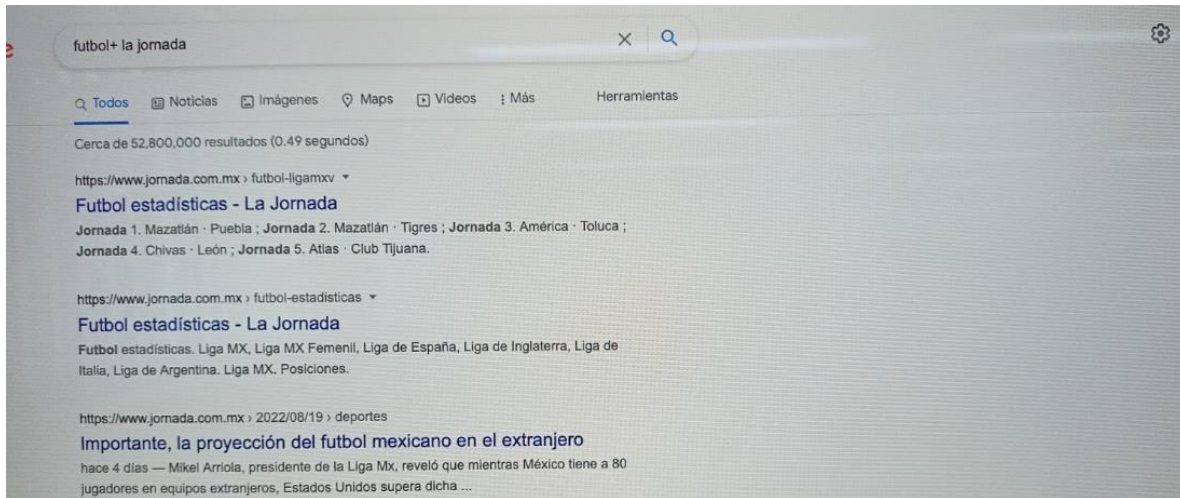 e
futbol+ la jornada
Todos Noticias Imágenes Maps Videos Más Herramientas
Cerca de 52,800,000 resultados (0.49 segundos)
https://www.jornada.com.mx › futbol-ligamxv
Futbol estadísticas - La Jornada
Jornada 1. Mazatlán · Puebla ; Jornada 2. Mazatlán · Tigres ; Jornada 3. América · Toluca ;
Jornada 4. Chivas · León ; Jornada 5. Atlas · Club Tijuana.
https://www.jornada.com.mx › futbol-estadisticas
Futbol estadísticas - La Jornada
Futbol estadísticas. Liga MX, Liga MX Femenil, Liga de España, Liga de Inglaterra, Liga de
Italia, Liga de Argentina. Liga MX. Posiciones.
https://www.jornada.com.mx › 2022/08/19 › deportes
Importante, la proyección del futbol mexicano en el extranjero
hace 4 días — Mikel Arriola, presidente de la Liga Mx, reveló que mientras México tiene a 80
jugadores en equipos extranjeros, Estados Unidos supera dicha ...